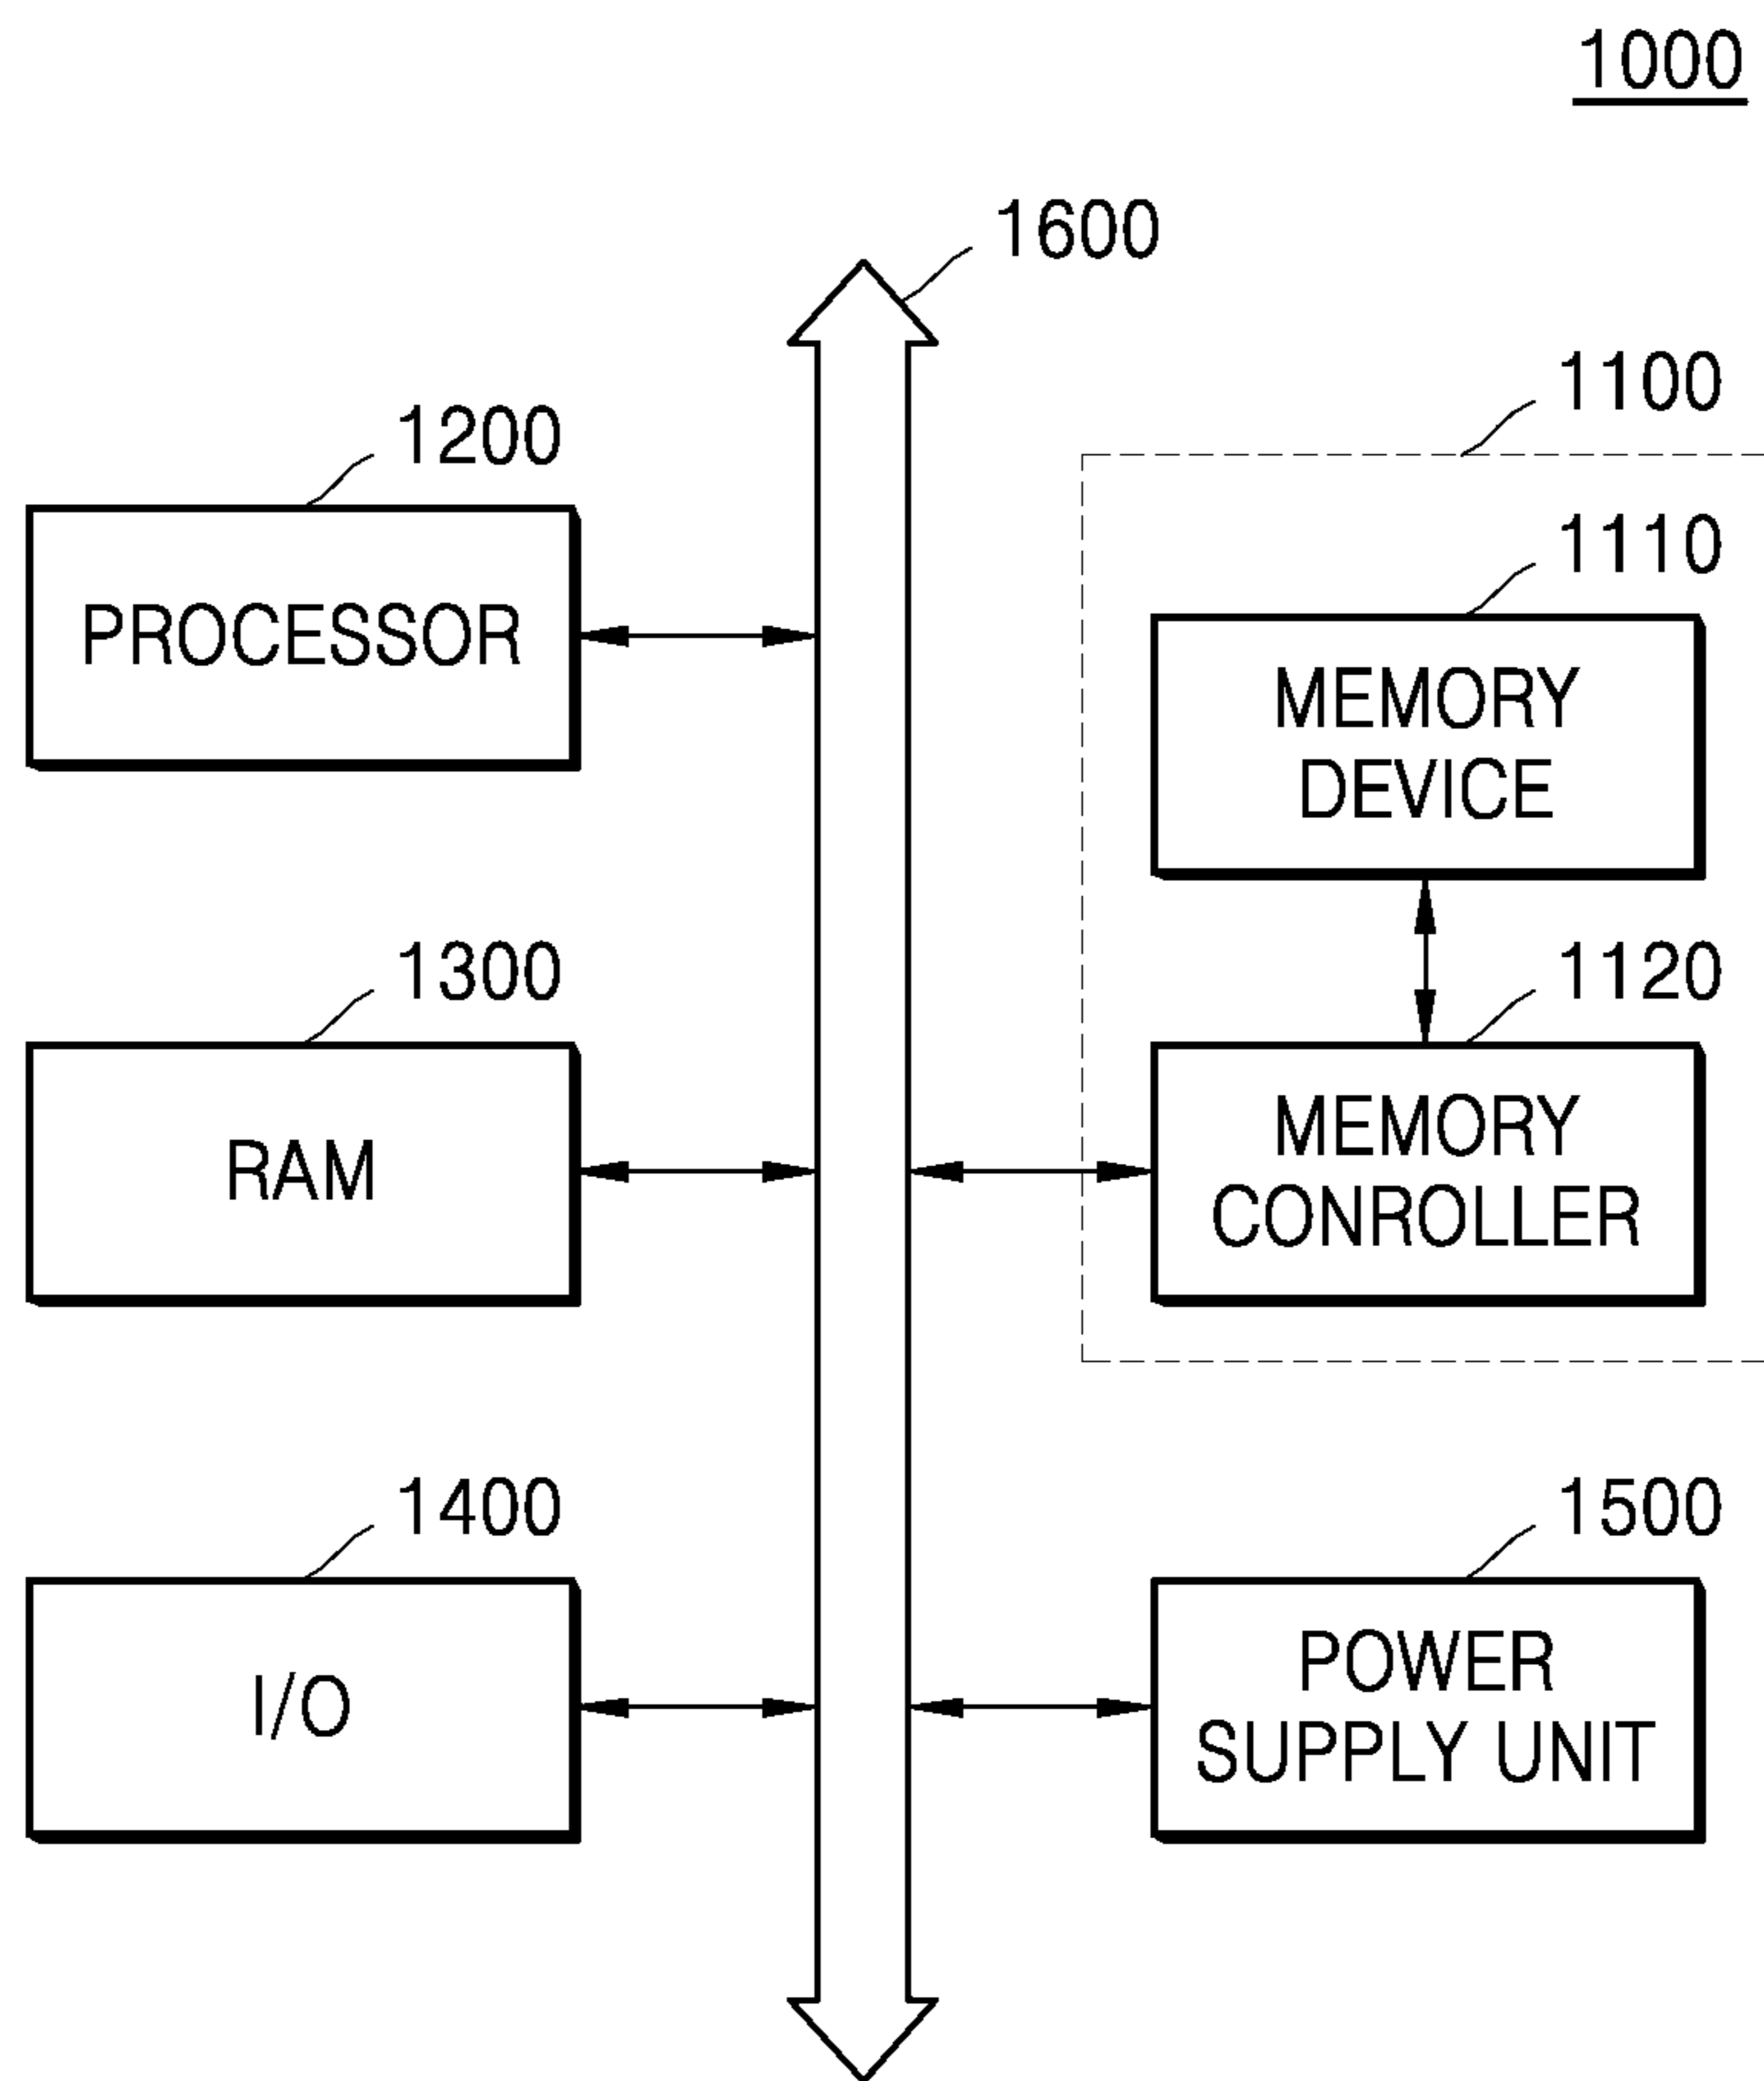 1000
1600
1100
1200
1110
PROCESSOR
MEMORY
DEVICE
1300
1120
RAM
MEMORY
CONROLLER
1400
1500
I/O
POWER
SUPPLY UNIT